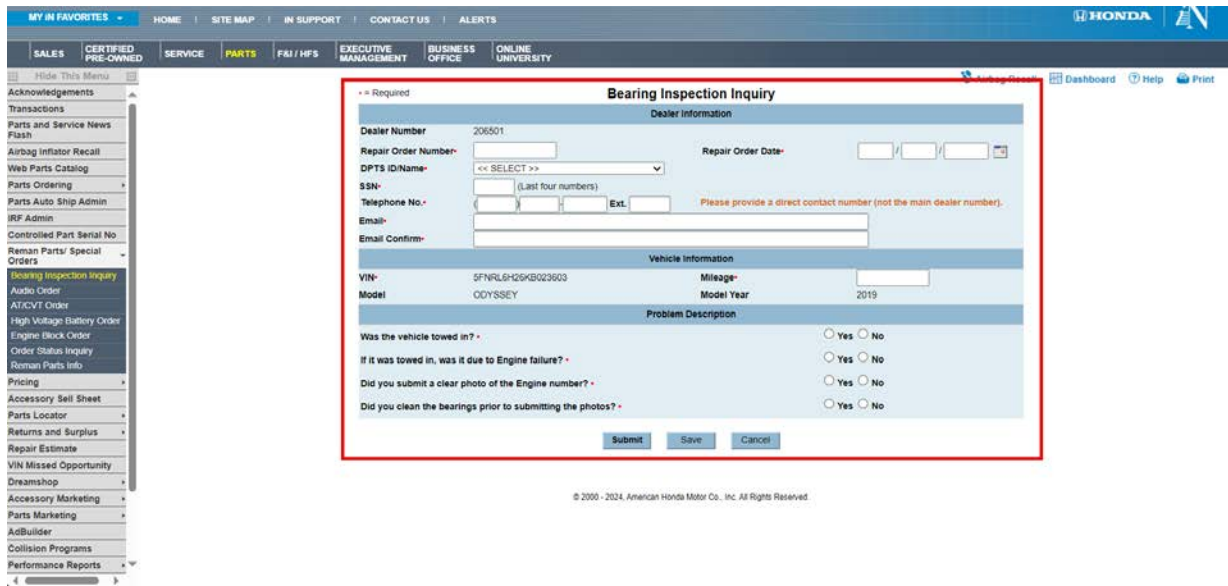 MY iN FAVORITES
HOME | SITE MAP | IN SUPPORT | CONTACT US | ALERTS
HONDA
SALES
CERTIFIED PRE-OWNED
SERVICE
PARTS
F&I / HFS
EXECUTIVE MANAGEMENT
BUSINESS OFFICE
ONLINE UNIVERSITY
Hide This Menu
Airbag Recall Dashboard Help Print
Acknowledgements
Transactions
Parts and Service News
Flash
Airbag Inflator Recall
Web Parts Catalog
Parts Ordering
Parts Auto Ship Admin
IRF Admin
Controlled Part Serial No
Reman Parts/ Special
Orders
Bearing Inspection Inquiry
Audio Order
AT/CVT Order
High Voltage Battery Order
Engine Block Order
Order Status Inquiry
Reman Parts Info
Pricing
Accessory Sell Sheet
Parts Locator
Returns and Surplus
Repair Estimate
VIN Missed Opportunity
Dreamshop
Accessory Marketing
Parts Marketing
AdBuilder
Collision Programs
Performance Reports
• = Required
Bearing Inspection Inquiry
Dealer Information
Dealer Number 206501
Repair Order Number• Repair Order Date• / /
DPTS ID/Name• << SELECT >>
SSN• (Last four numbers)
Telephone No.• ( ) - Ext. Please provide a direct contact number (not the main dealer number).
Email•
Email Confirm•
Vehicle Information
VIN• 5FNRL6H26KB023603 Mileage•
Model ODYSSEY Model Year 2019
Problem Description
Was the vehicle towed in? • Yes No
If it was towed in, was it due to Engine failure? • Yes No
Did you submit a clear photo of the Engine number? • Yes No
Did you clean the bearings prior to submitting the photos? • Yes No
Submit Save Cancel
© 2000 - 2024, American Honda Motor Co., Inc. All Rights Reserved.